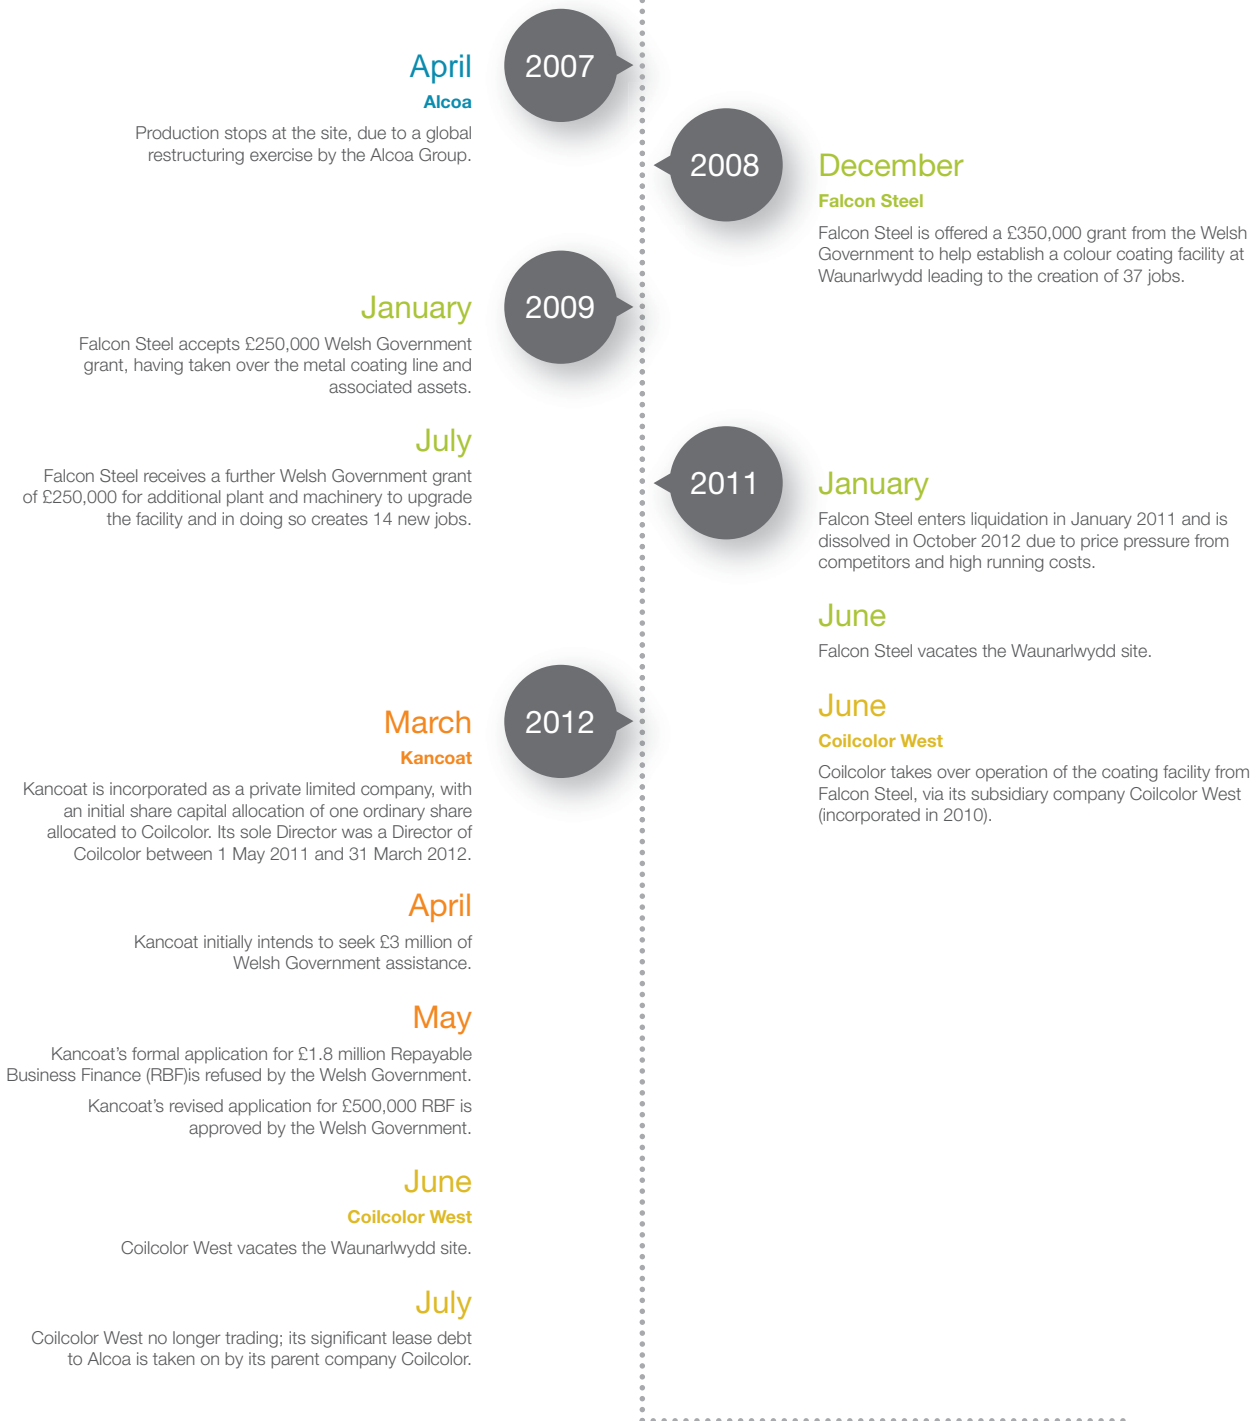 2007
April
Alcoa
Production stops at the site, due to a global
restructuring exercise by the Alcoa Group.
2008
December
Falcon Steel
Falcon Steel is offered a £350,000 grant from the Welsh
Government to help establish a colour coating facility at
Waunarlwydd leading to the creation of 37 jobs.
2009
January
Falcon Steel accepts £250,000 Welsh Government
grant, having taken over the metal coating line and
associated assets.
July
Falcon Steel receives a further Welsh Government grant
of £250,000 for additional plant and machinery to upgrade
the facility and in doing so creates 14 new jobs.
2011
January
Falcon Steel enters liquidation in January 2011 and is
dissolved in October 2012 due to price pressure from
competitors and high running costs.
June
Falcon Steel vacates the Waunarlwydd site.
June
Coilcolor West
Coilcolor takes over operation of the coating facility from
Falcon Steel, via its subsidiary company Coilcolor West
(incorporated in 2010).
2012
March
Kancoat
Kancoat is incorporated as a private limited company, with
an initial share capital allocation of one ordinary share
allocated to Coilcolor. Its sole Director was a Director of
Coilcolor between 1 May 2011 and 31 March 2012.
April
Kancoat initially intends to seek £3 million of
Welsh Government assistance.
May
Kancoat's formal application for £1.8 million Repayable
Business Finance (RBF)is refused by the Welsh Government.
Kancoat's revised application for £500,000 RBF is
approved by the Welsh Government.
June
Coilcolor West
Coilcolor West vacates the Waunarlwydd site.
July
Coilcolor West no longer trading; its significant lease debt
to Alcoa is taken on by its parent company Coilcolor.